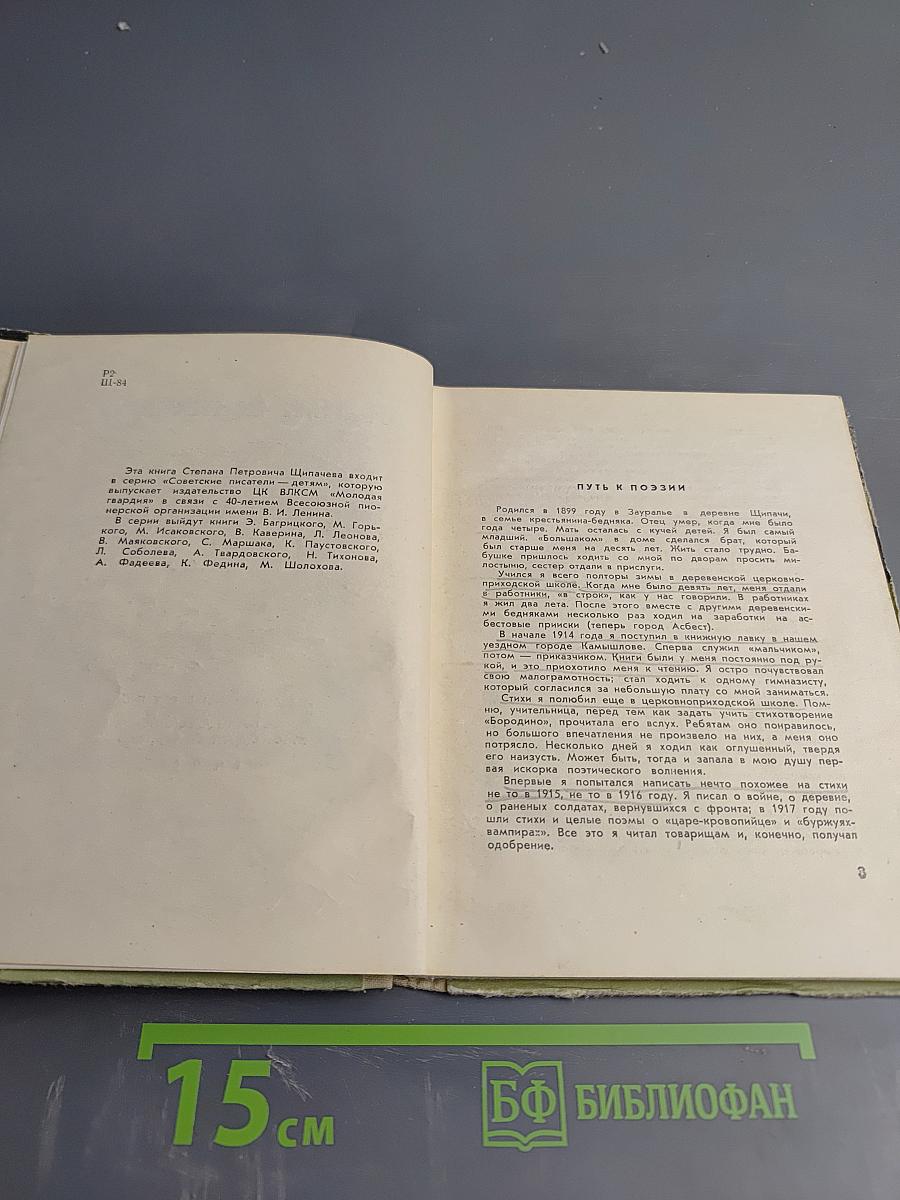 Р2
Щ-84
Эта книга Степана Петровича Щипачева входит
в серию «Советские писатели — детям», которую
выпускает издательство ЦК ВЛКСМ «Молодая
гвардия» в связи с 40-летием Всесоюзной пио-
нерской организации имени В. И. Ленина.
В серии выйдут книги Э. Багрицкого, М. Горь-
кого, М. Исаковского, В. Каверина, Л. Леонова,
В. Маяковского, С. Маршака, К. Паустовского,
Л. Соболева, А. Твардовского, Н. Тихонова,
А. Фадеева, К. Федина, М. Шолохова.
ПУТЬ К ПОЭЗИИ
Родился в 1899 году в Зауралье в деревне Щипачи,
в семье крестьянина-бедняка. Отец умер, когда мне было
года четыре. Мать осталась с кучей детей. Я был самый
младший. «Большаком» в доме сделался брат, который
был старше меня на десять лет. Жить стало трудно. Ба-
бушке пришлось ходить со мной по дворам просить ми-
лостыню, сестер отдали в прислуги.
Учился я всего полторы зимы в деревенской церковно-
приходской школе. Когда мне было девять лет, меня отдали
в работники, «в строк», как у нас говорили. В работниках
я жил два лета. После этого вместе с другими деревенски-
ми бедняками несколько раз ходил на заработки на ас-
бестовые прииски (теперь город Асбест).
В начале 1914 года я поступил в книжную лавку в нашем
уездном городе Камышлове. Сперва служил «мальчиком»,
потом — приказчиком. Книги были у меня постоянно под ру-
кой, и это приохотило меня к чтению. Я остро почувствовал
свою малограмотность; стал ходить к одному гимназисту,
который согласился за небольшую плату со мной заниматься.
Стихи я полюбил еще в церковноприходской школе. Пом-
ню, учительница, перед тем как задать учить стихотворение
«Бородино», прочитала его вслух. Ребятам оно понравилось,
но большого впечатления не произвело на них, а меня оно
потрясло. Несколько дней я ходил как оглушенный, твердя
его наизусть. Может быть, тогда и запала в мою душу пер-
вая искорка поэтического волнения.
Впервые я попытался написать нечто похожее на стихи
не то в 1915, не то в 1916 году. Я писал о войне, о деревне,
о раненых солдатах, вернувшихся с фронта; в 1917 году по-
шли стихи и целые поэмы о «царе-кровопийце» и «буржуях-
вампирах». Все это я читал товарищам и, конечно, получал
одобрение.
3
15 см
БФ БИБЛИОФАН